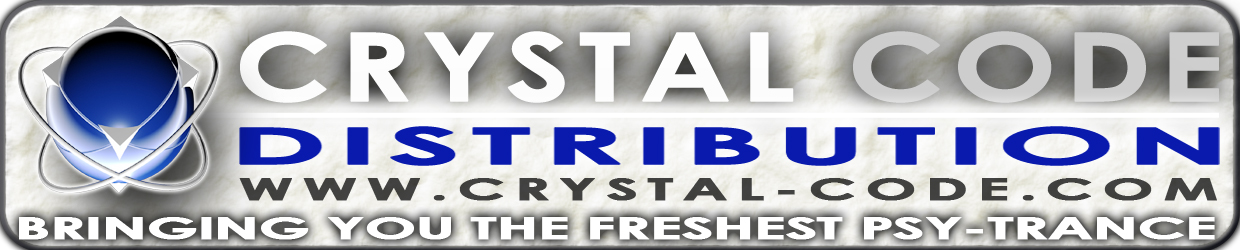 CRYSTAL CODE
DISTRIBUTION
WWW.CRYSTAL-CODE.COM
BRINGING YOU THE FRESHEST PSY-TRANCE